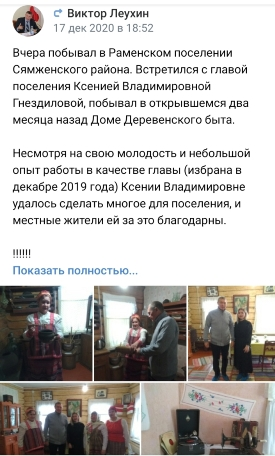 Виктор Леухин
17 дек 2020 в 18:52
Вчера побывал в Раменском поселении
Сямженского района. Встретился с главой
поселения Ксенией Владимировной
Гнездиловой, побывал в открывшемся два
месяца назад Доме Деревенского быта.
Несмотря на свою молодость и небольшой
опыт работы в качестве главы (избрана в
декабре 2019 года) Ксении Владимировне
удалось сделать многое для поселения, и
местные жители ей за это благодарны.
!!!!!!
Показать полностью...